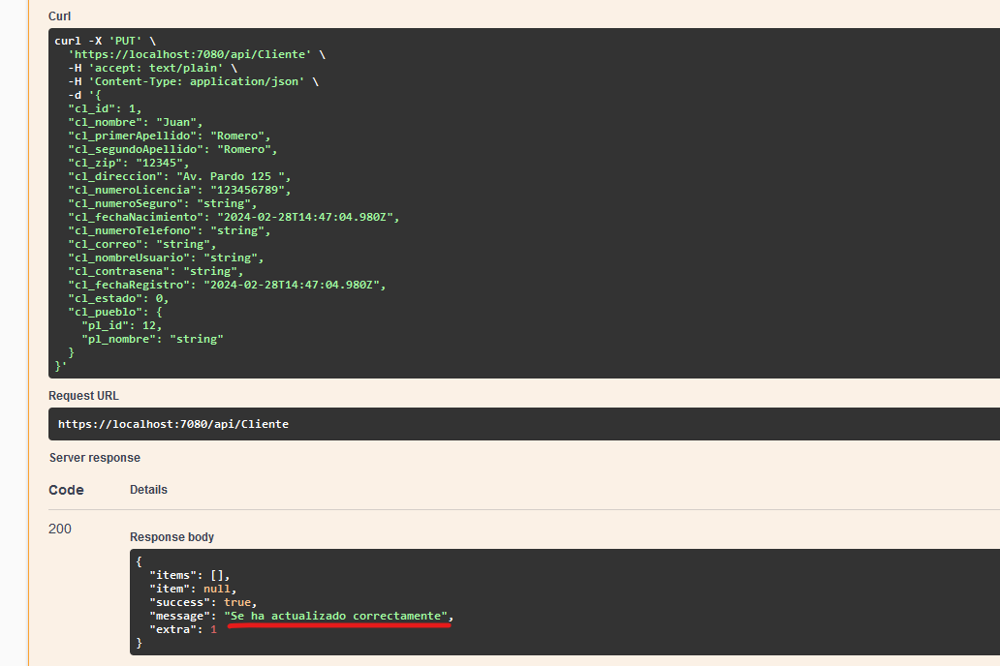 Curl
curl -X 'PUT' \
  'https://localhost:7080/api/Cliente' \
  -H 'accept: text/plain' \
  -H 'Content-Type: application/json' \
  -d '{
  "cl_id": 1,
  "cl_nombre": "Juan",
  "cl_primerApellido": "Romero",
  "cl_segundoApellido": "Romero",
  "cl_zip": "12345",
  "cl_direccion": "Av. Pardo 125 ",
  "cl_numeroLicencia": "123456789",
  "cl_numeroSeguro": "string",
  "cl_fechaNacimiento": "2024-02-28T14:47:04.980Z",
  "cl_numeroTelefono": "string",
  "cl_correo": "string",
  "cl_nombreUsuario": "string",
  "cl_contrasena": "string",
  "cl_fechaRegistro": "2024-02-28T14:47:04.980Z",
  "cl_estado": 0,
  "cl_pueblo": {
    "pl_id": 12,
    "pl_nombre": "string"
  }
}'
Request URL
https://localhost:7080/api/Cliente
Server response
Code Details
200
Response body
{
  "items": [],
  "item": null,
  "success": true,
  "message": "Se ha actualizado correctamente",
  "extra": 1
}